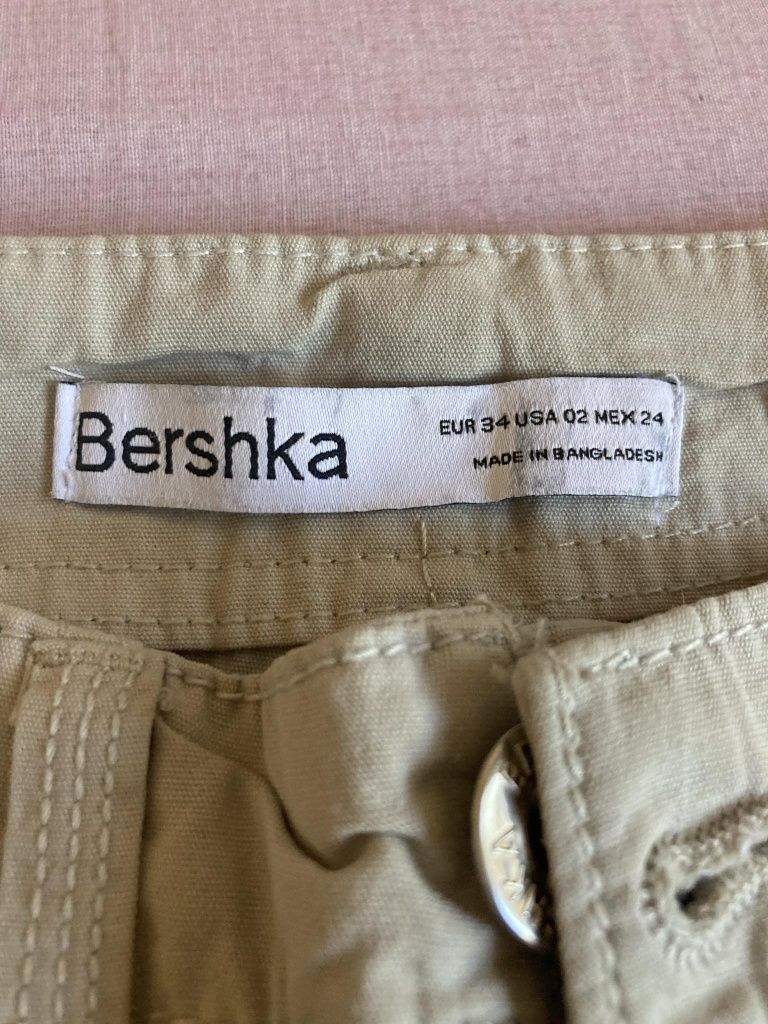 Bershka
EUR 34 USA 02 MEX 24
MADE IN BANGLADESH